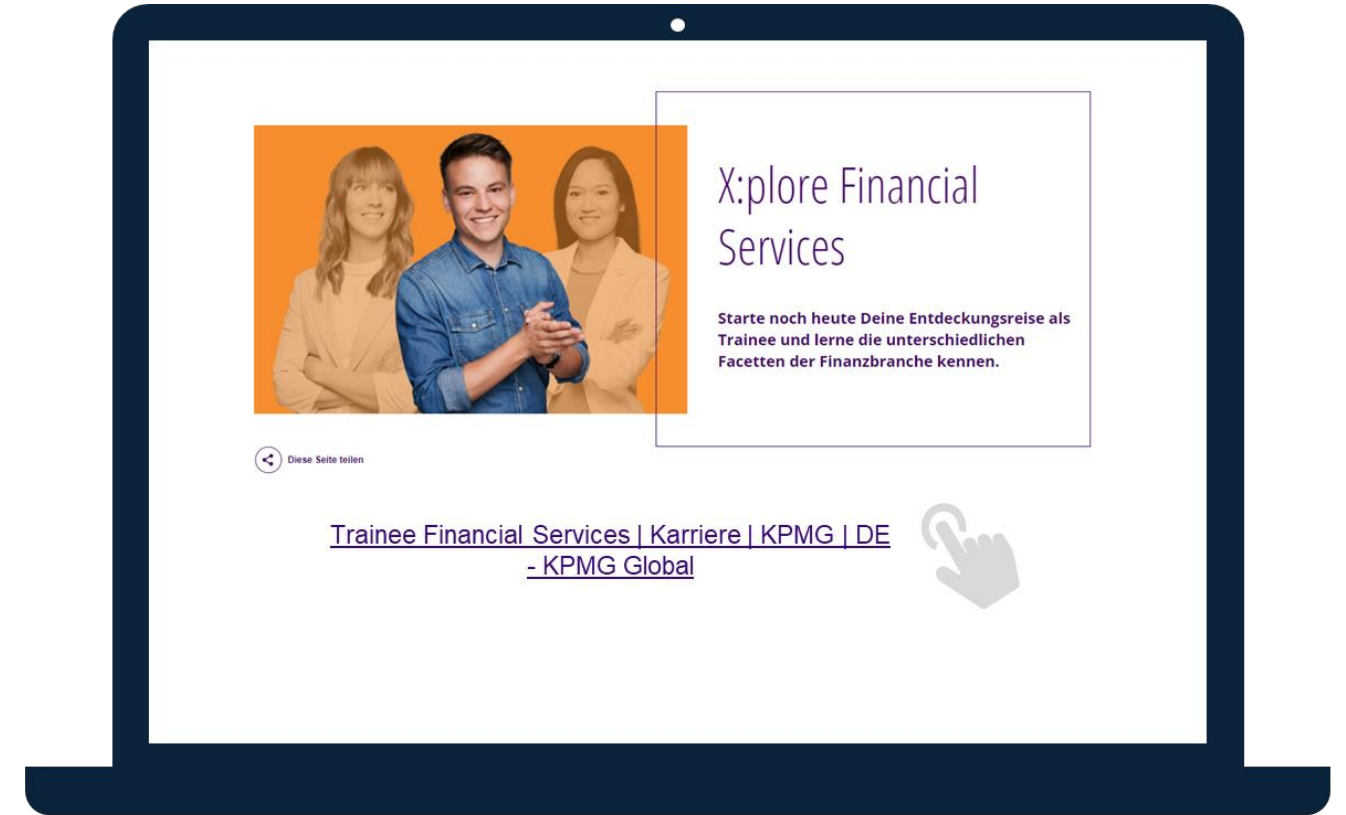 X:plore Financial
Services
Starte noch heute Deine Entdeckungsreise als
Trainee und lerne die unterschiedlichen
Facetten der Finanzbranche kennen.
Diese Seite teilen
Trainee Financial Services | Karriere | KPMG | DE
- KPMG Global